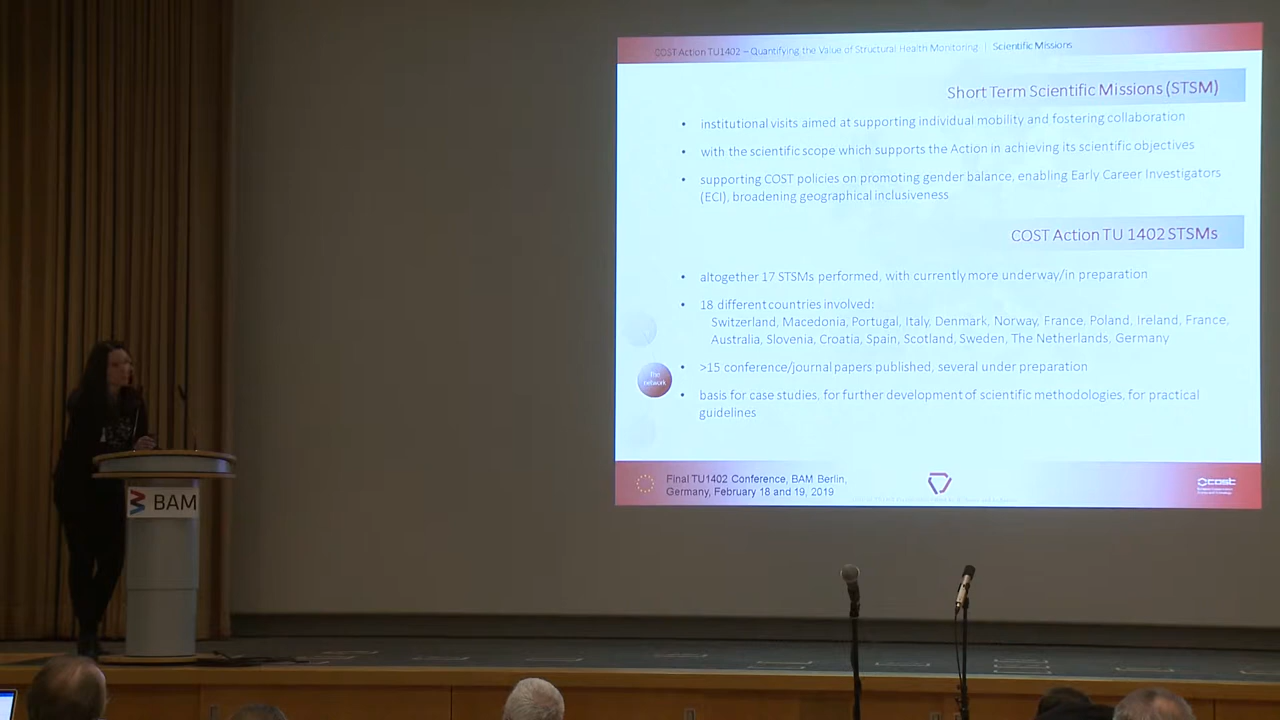 COST Action TU1402 – Quantifying the Value of Structural Health Monitoring | Scientific Missions
Short Term Scientific Missions (STSM)
• institutional visits aimed at supporting individual mobility and fostering collaboration
• with the scientific scope which supports the Action in achieving its scientific objectives
• supporting COST policies on promoting gender balance, enabling Early Career Investigators
(ECI), broadening geographical inclusiveness
COST Action TU 1402 STSMs
• altogether 17 STSMs performed, with currently more underway/in preparation
• 18 different countries involved:
Switzerland, Macedonia, Portugal, Italy, Denmark, Norway, France, Poland, Ireland, France,
Australia, Slovenia, Croatia, Spain, Scotland, Sweden, The Netherlands, Germany
• >15 conference/journal papers published, several under preparation
The
network
• basis for case studies, for further development of scientific methodologies, for practical
guidelines
Final TU1402 Conference, BAM Berlin,
Germany, February 18 and 19, 2019
cost
BAM